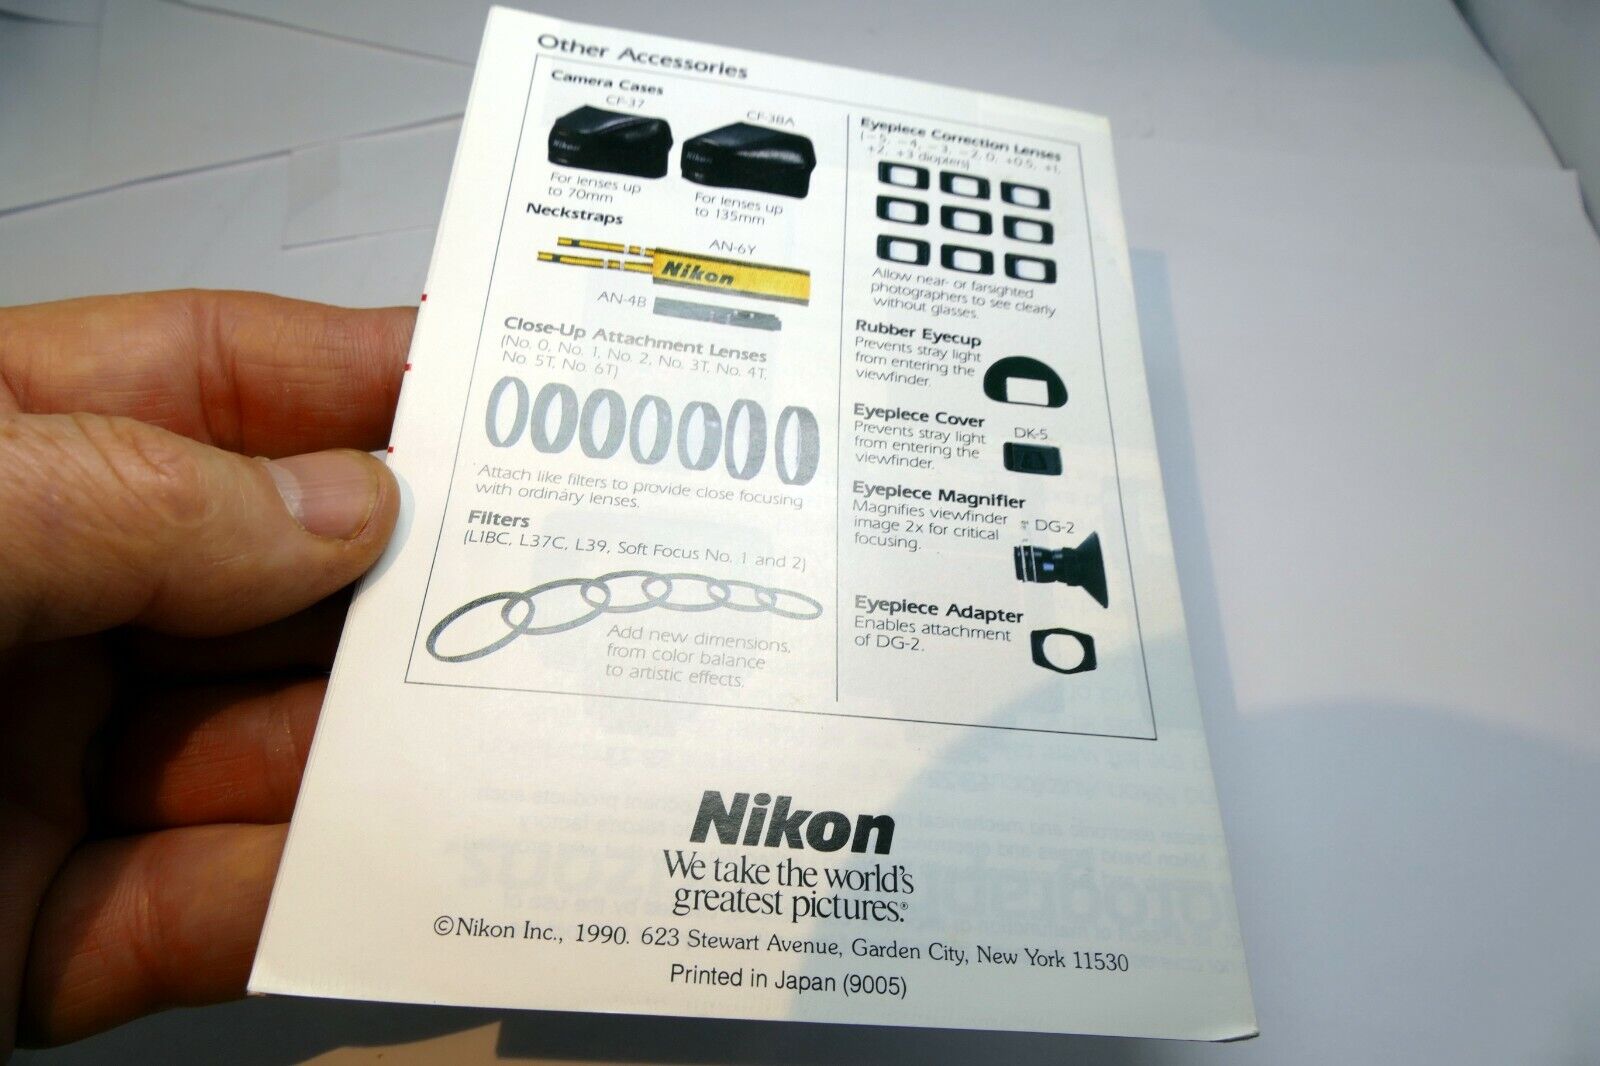 Other Accessories
Camera Cases
CF-37
CF-38A
Nikon
Nikon
For lenses up
to 70mm
For lenses up
to 135mm
Neckstraps
AN-6Y
Nikon
AN-4B
Close-Up Attachment Lenses
(No. 0, No. 1, No. 2, No. 3T, No. 4T,
No. 5T, No. 6T)
Attach like filters to provide close focusing
with ordinary lenses.
Filters
(L1BC, L37C, L39, Soft Focus No. 1 and 2)
Add new dimensions,
from color balance
to artistic effects.
Eyepiece Correction Lenses
(−5, −4, −3, −2, 0, +0.5, +1,
+2, +3 diopters)
Allow near- or farsighted
photographers to see clearly
without glasses.
Rubber Eyecup
Prevents stray light
from entering the
viewfinder.
Eyepiece Cover
DK-5
Prevents stray light
from entering the
viewfinder.
Eyepiece Magnifier
Magnifies viewfinder
image 2x for critical
focusing.
DG-2
Eyepiece Adapter
Enables attachment
of DG-2.
Nikon
We take the world's
greatest pictures.®
©Nikon Inc., 1990. 623 Stewart Avenue, Garden City, New York 11530
Printed in Japan (9005)